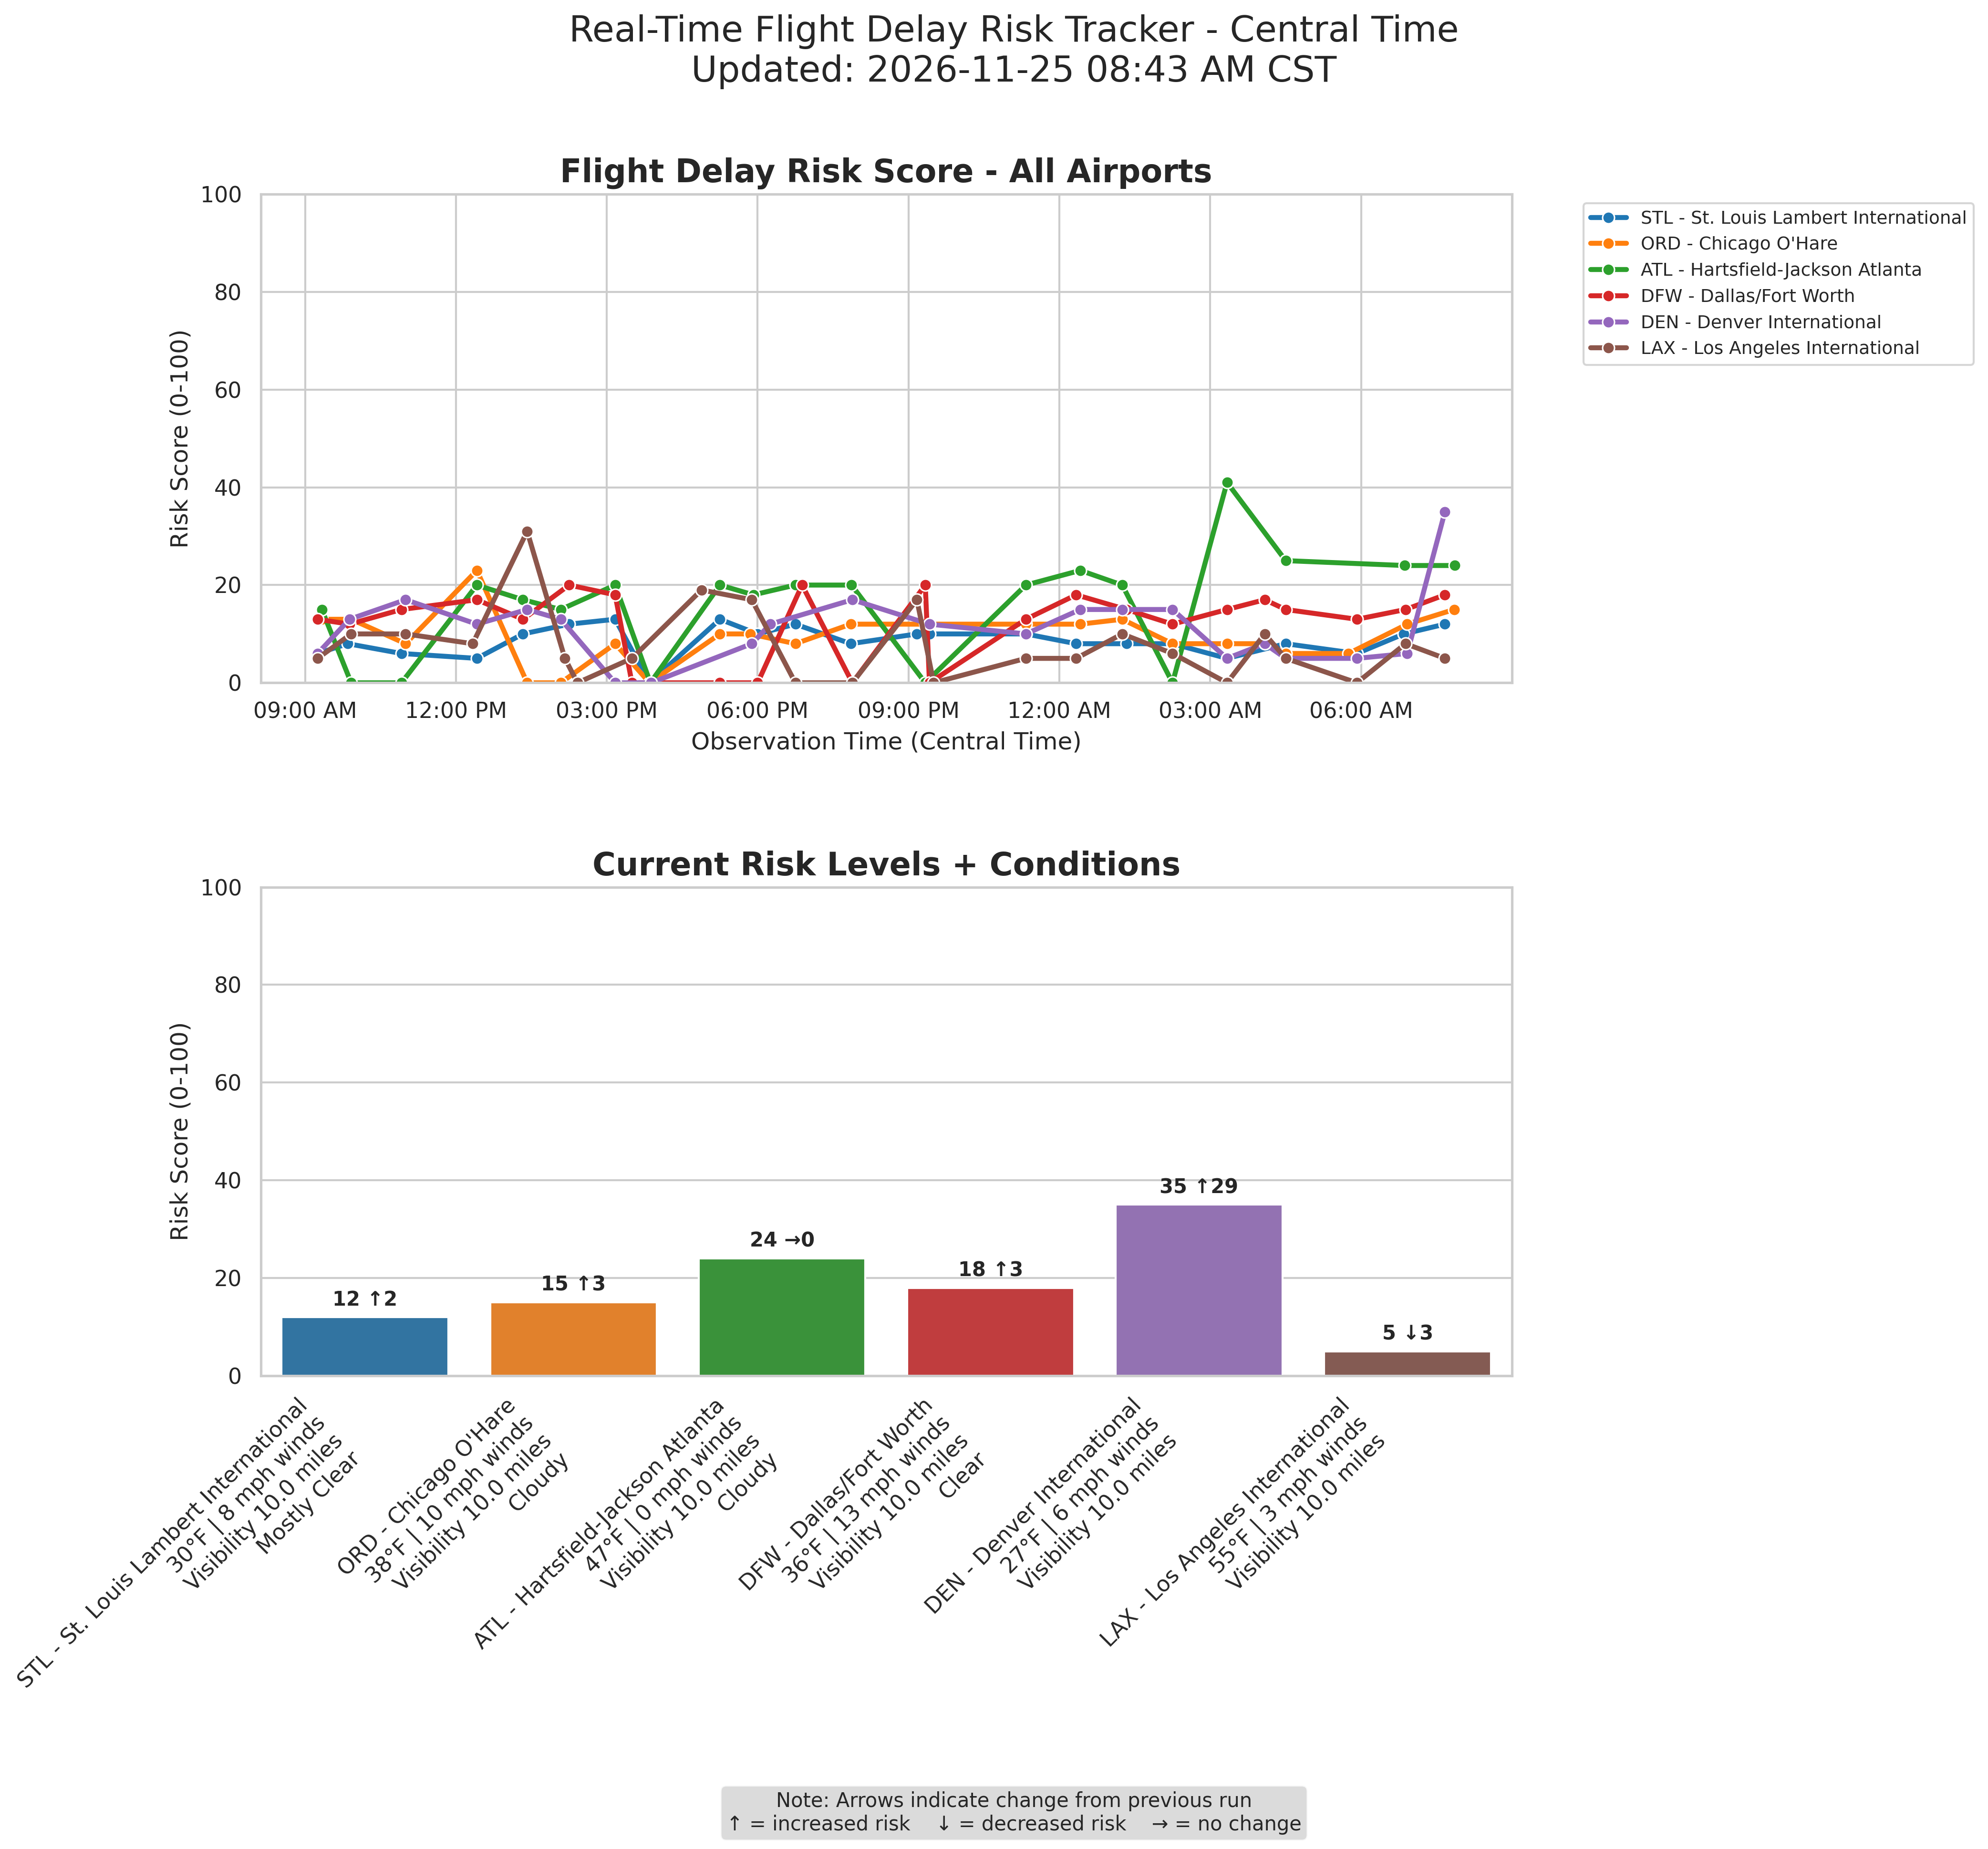 Real-Time Flight Delay Risk Tracker - Central Time
Updated: 2026-11-25 08:43 AM CST
Flight Delay Risk Score - All Airports
Risk Score (0-100)
100
80
60
40
20
0
09:00 AM
12:00 PM
03:00 PM
06:00 PM
09:00 PM
12:00 AM
03:00 AM
06:00 AM
Observation Time (Central Time)
STL - St. Louis Lambert International
ORD - Chicago O'Hare
ATL - Hartsfield-Jackson Atlanta
DFW - Dallas/Fort Worth
DEN - Denver International
LAX - Los Angeles International
Current Risk Levels + Conditions
Risk Score (0-100)
100
80
60
40
20
0
12 ↑2
15 ↑3
24 →0
18 ↑3
35 ↑29
5 ↓3
STL - St. Louis Lambert International
30°F | 8 mph winds
Visibility 10.0 miles
Mostly Clear
ORD - Chicago O'Hare
38°F | 10 mph winds
Visibility 10.0 miles
Cloudy
ATL - Hartsfield-Jackson Atlanta
47°F | 0 mph winds
Visibility 10.0 miles
Cloudy
DFW - Dallas/Fort Worth
36°F | 13 mph winds
Visibility 10.0 miles
Clear
DEN - Denver International
27°F | 6 mph winds
Visibility 10.0 miles
LAX - Los Angeles International
55°F | 3 mph winds
Visibility 10.0 miles
Note: Arrows indicate change from previous run
↑ = increased risk ↓ = decreased risk → = no change